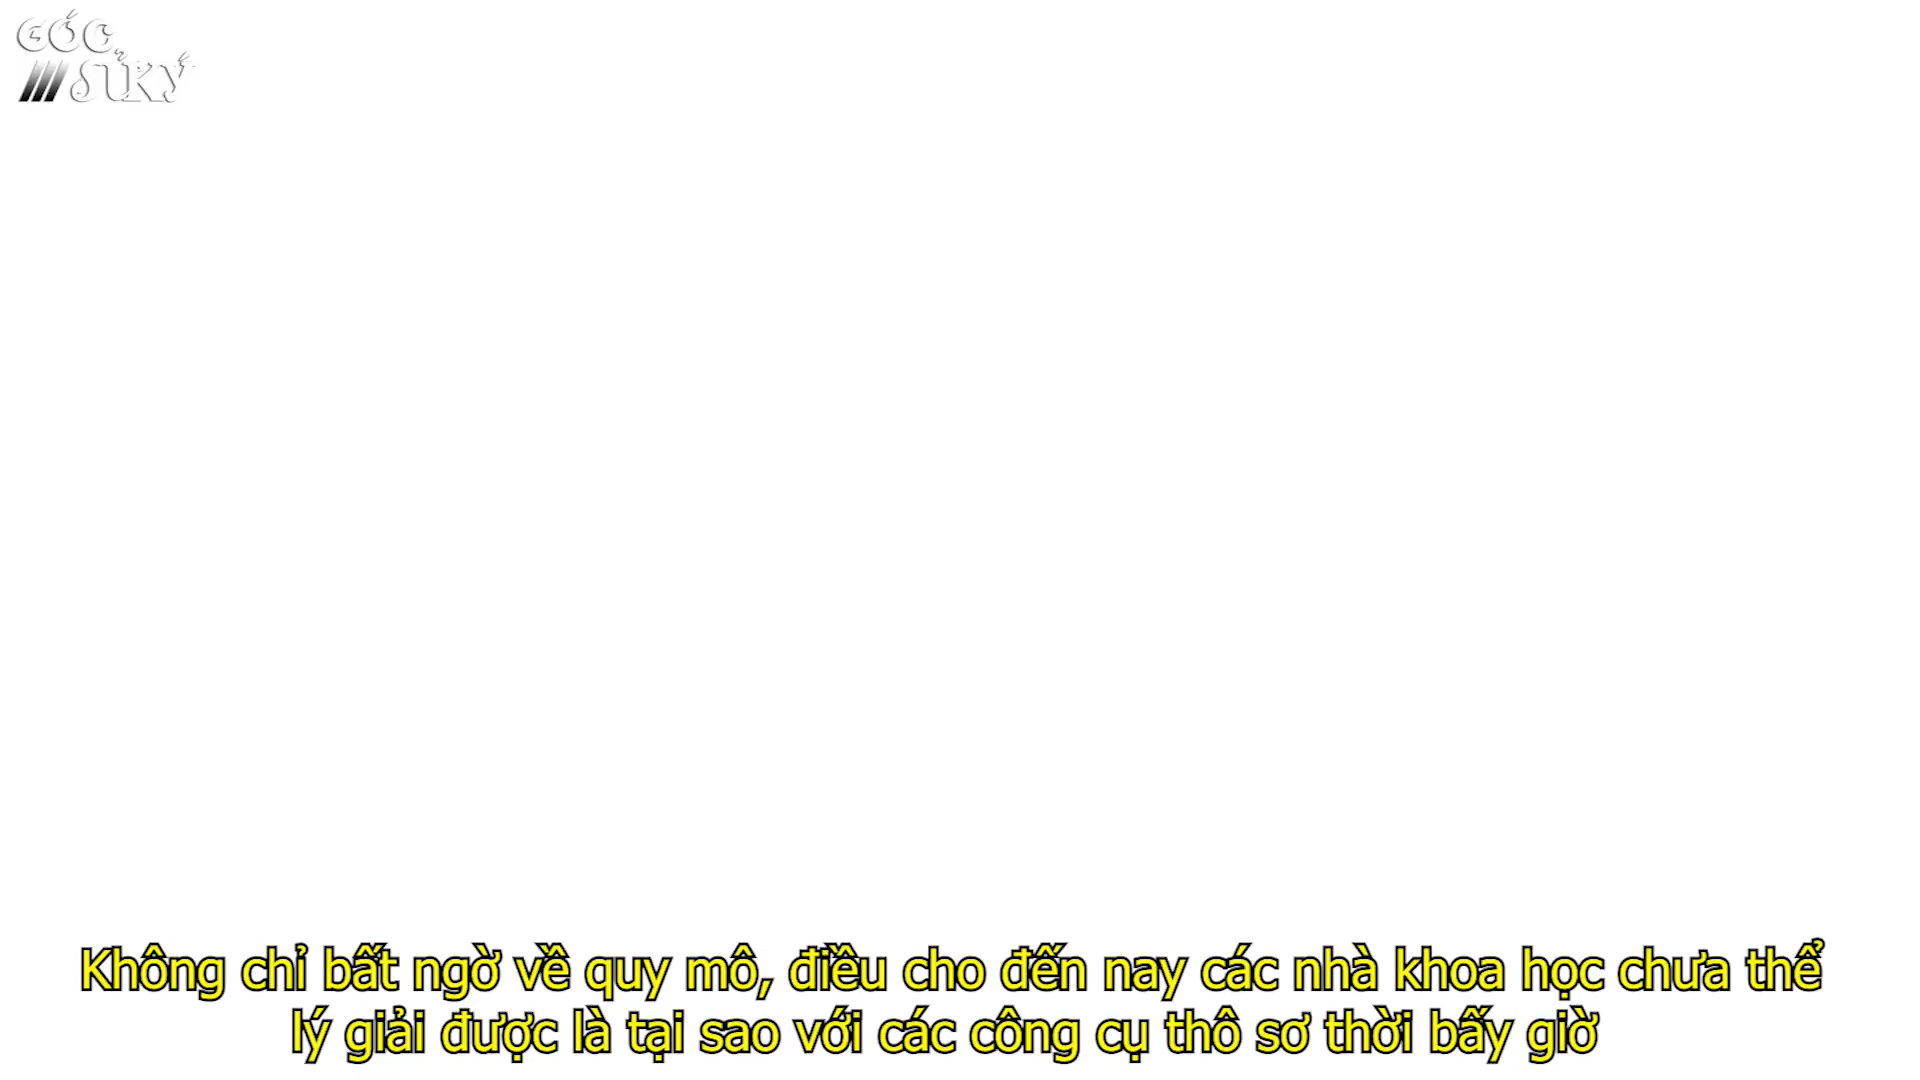 GÓC
SỬ KÝ
Không chỉ bất ngờ về quy mô, điều cho đến nay các nhà khoa học chưa thể
lý giải được là tại sao với các công cụ thô sơ thời bấy giờ